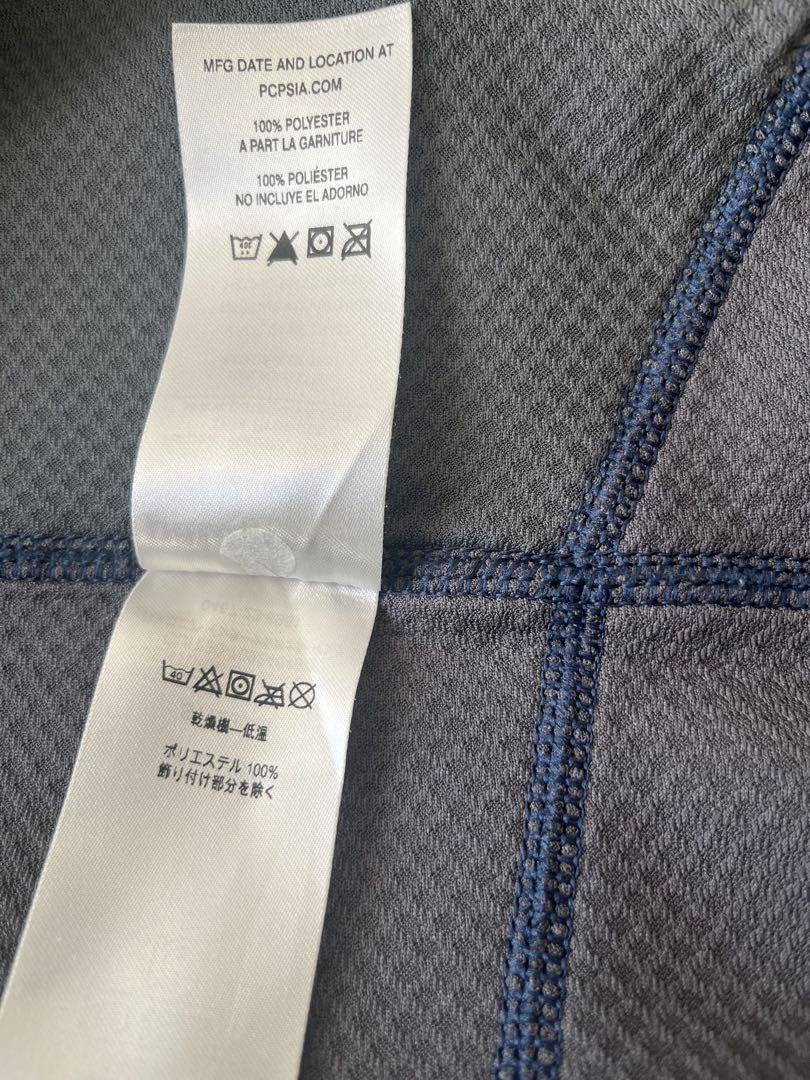 MFG DATE AND LOCATION AT
PCPSIA.COM
100% POLYESTER
A PART LA GARNITURE
100% POLIÉSTER
NO INCLUYE EL ADORNO
40
乾燥機—低温
ポリエステル 100%
飾り付け部分を除く